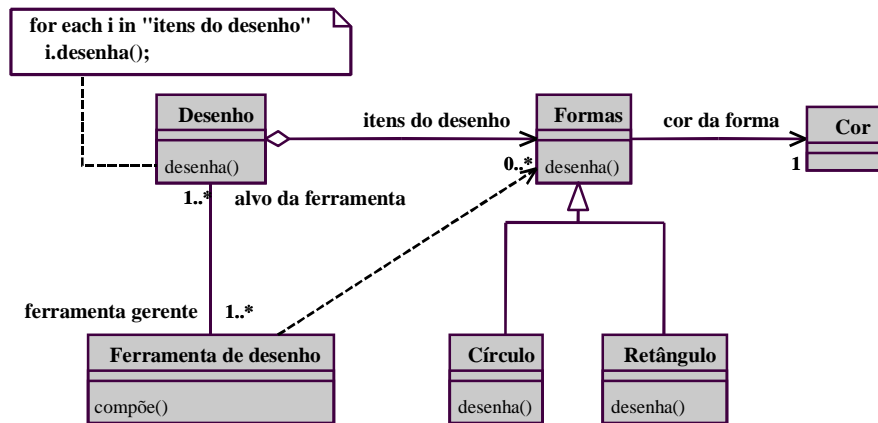 for each i in "itens do desenho"
i.desenha();
Desenho
desenha()
itens do desenho
0..*
Formas
desenha()
cor da forma
1
Cor
1..*
alvo da ferramenta
ferramenta gerente
1..*
Ferramenta de desenho
compõe()
Círculo
desenha()
Retângulo
desenha()